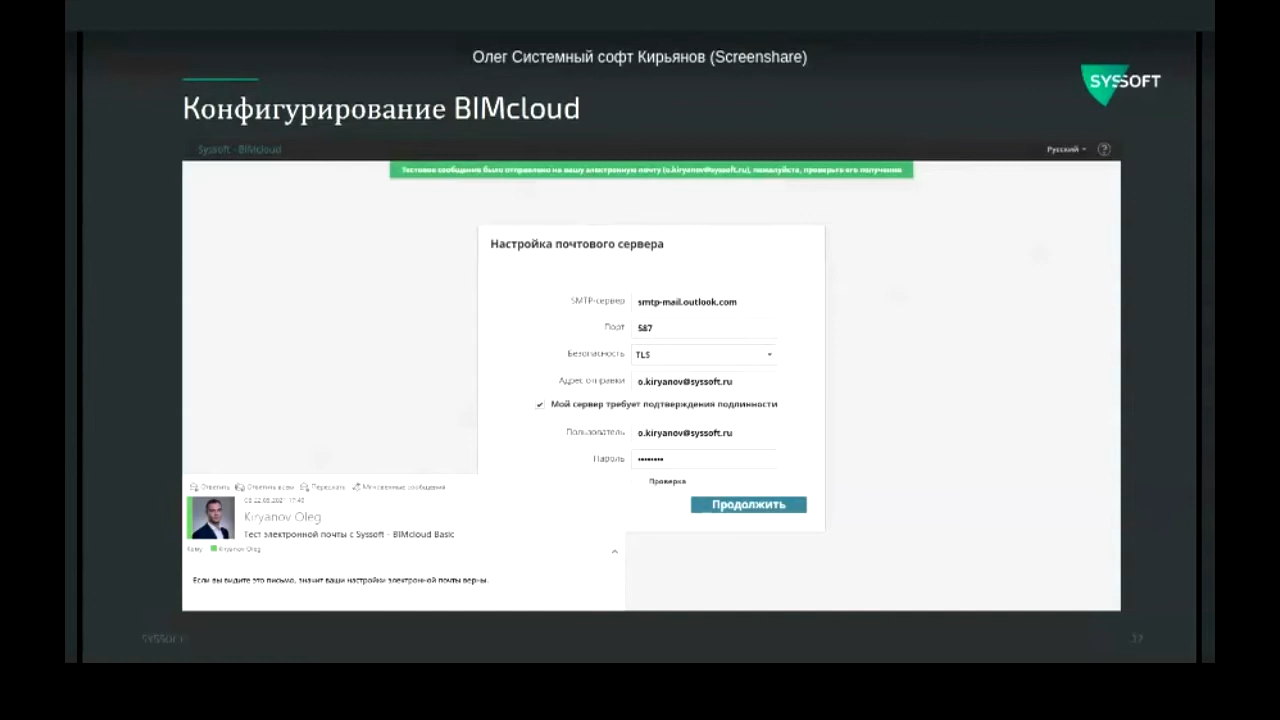 Олег Системный софт Кирьянов (Screenshare)
SYSSOFT
Конфигурирование BIMcloud
Syssoft - BIMcloud
Русский
Тестовое сообщение было отправлено на вашу электронную почту (o.kiryanov@syssoft.ru), пожалуйста, проверьте его получение
Настройка почтового сервера
SMTP-сервер smtp-mail.outlook.com
Порт 587
Безопасность TLS
Адрес отправки o.kiryanov@syssoft.ru
Мой сервер требует подтверждения подлинности
Пользователь o.kiryanov@syssoft.ru
Пароль ••••••••
Проверка
Продолжить
Ответить Ответить всем Переслать Мгновенные сообщения
Kiryanov Oleg
Тест электронной почты с Syssoft - BIMcloud Basic
Кому Kiryanov Oleg
Если вы видите это письмо, значит ваши настройки электронной почты верны.
SYSSOFT